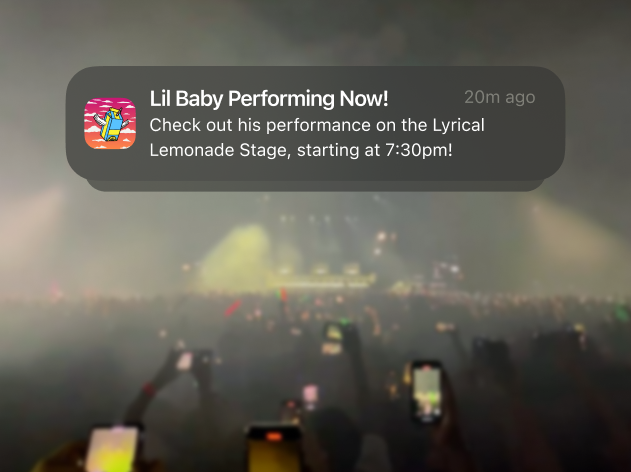 Lil Baby Performing Now!
20m ago
Check out his performance on the Lyrical
Lemonade Stage, starting at 7:30pm!